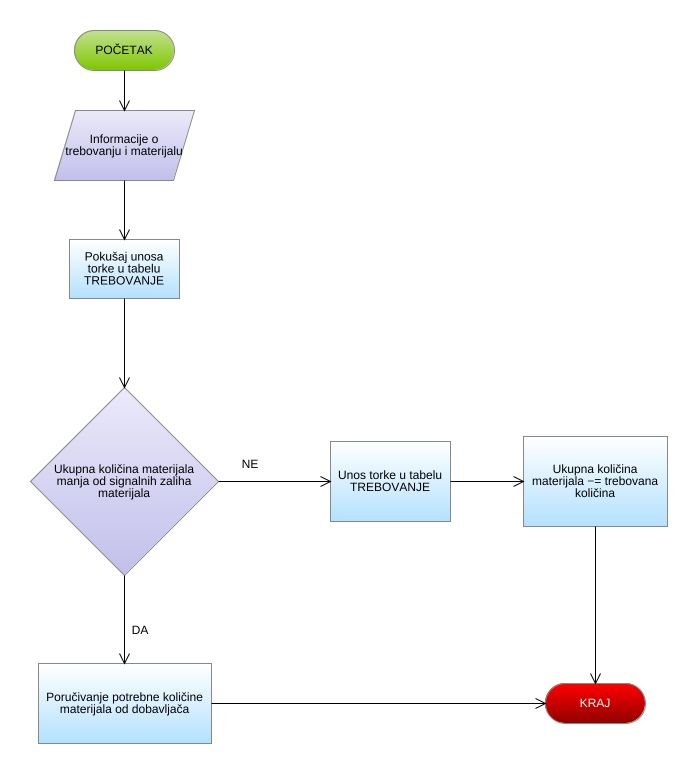 POČETAK
Informacije o
trebovanju i materijalu
Pokušaj unosa
torke u tabelu
TREBOVANJE
Ukupna količina materijala
manja od signalnih zaliha
materijala
NE
Unos torke u tabelu
TREBOVANJE
Ukupna količina
materijala −= trebovana
količina
DA
Poručivanje potrebne količine
materijala od dobavljača
KRAJ